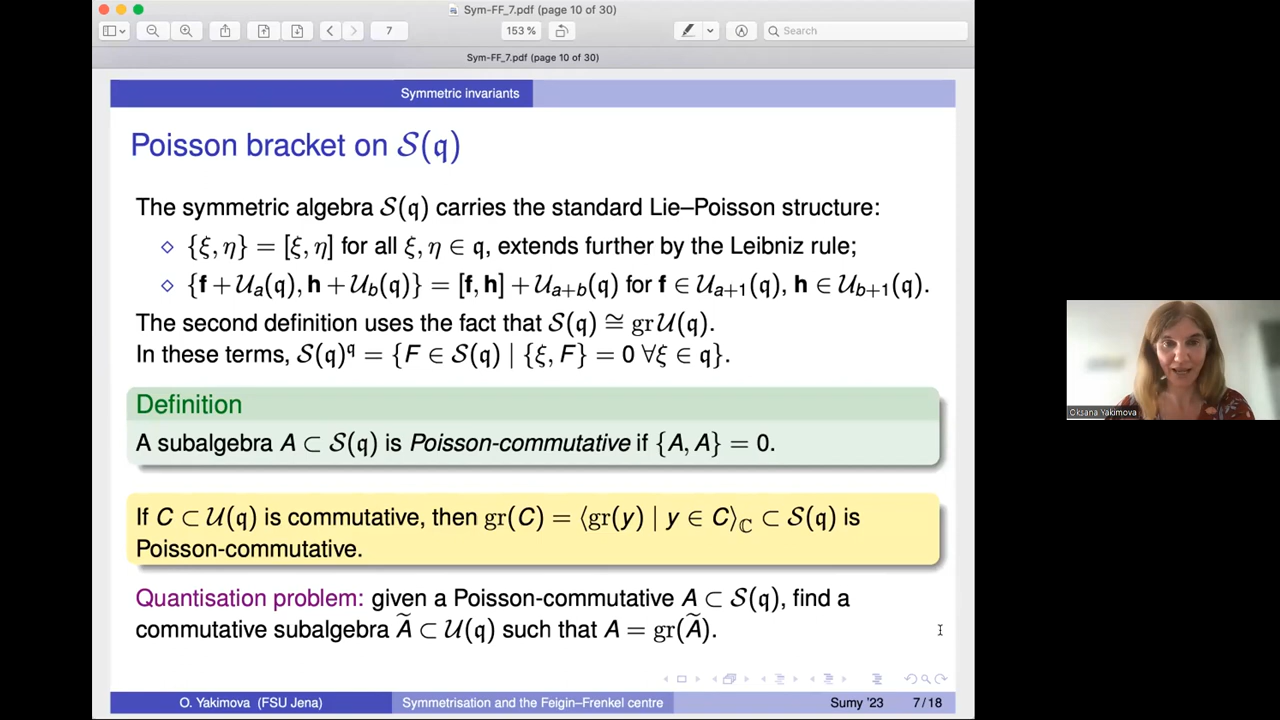 Sym-FF_7.pdf (page 10 of 30)
7
153 %
Search
Sym-FF_7.pdf (page 10 of 30)
Symmetric invariants
Poisson bracket on 𝒮(𝔮)
The symmetric algebra 𝒮(𝔮) carries the standard Lie–Poisson structure:
◇ {ξ, η} = [ξ, η] for all ξ, η ∈ 𝔮, extends further by the Leibniz rule;
◇ {𝐟 + 𝒰ₐ(𝔮), 𝐡 + 𝒰_b(𝔮)} = [𝐟, 𝐡] + 𝒰_{a+b}(𝔮) for 𝐟 ∈ 𝒰_{a+1}(𝔮), 𝐡 ∈ 𝒰_{b+1}(𝔮).
The second definition uses the fact that 𝒮(𝔮) ≅ gr 𝒰(𝔮).
In these terms, 𝒮(𝔮)^𝔮 = {F ∈ 𝒮(𝔮) | {ξ, F} = 0 ∀ξ ∈ 𝔮}.
Definition
A subalgebra A ⊂ 𝒮(𝔮) is Poisson-commutative if {A, A} = 0.
If C ⊂ 𝒰(𝔮) is commutative, then gr(C) = ⟨gr(y) | y ∈ C⟩_ℂ ⊂ 𝒮(𝔮) is
Poisson-commutative.
Quantisation problem: given a Poisson-commutative A ⊂ 𝒮(𝔮), find a
commutative subalgebra Ã ⊂ 𝒰(𝔮) such that A = gr(Ã).
O. Yakimova (FSU Jena)
Symmetrisation and the Feigin–Frenkel centre
Sumy '23
7 / 18
Oksana Yakimova